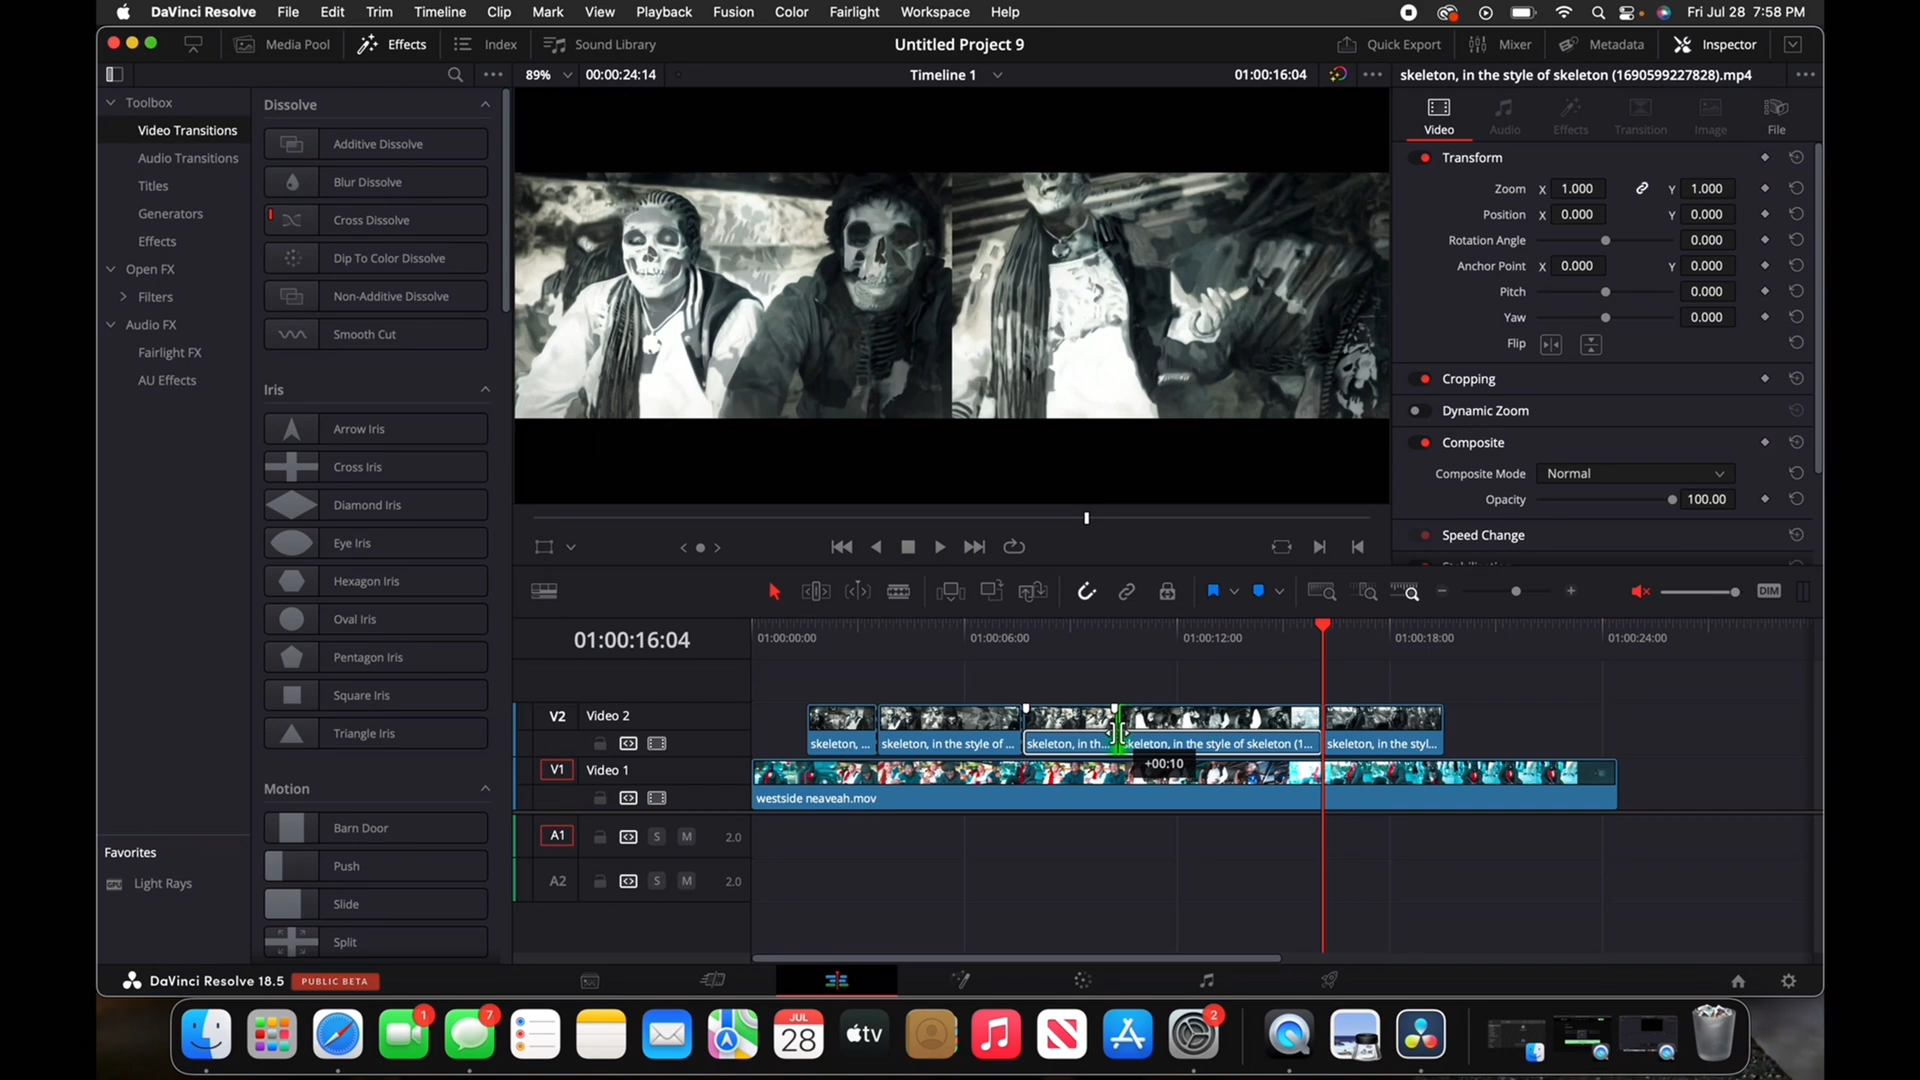 DaVinci Resolve File Edit Trim Timeline Clip Mark View Playback Fusion Color Fairlight Workspace Help Fri Jul 28 7:58 PM
Media Pool Effects Index Sound Library Untitled Project 9 Quick Export Mixer Metadata Inspector
89% 00:00:24:14 Timeline 1 01:00:16:04 skeleton, in the style of skeleton (1690599227828).mp4
Toolbox
Video Transitions
Audio Transitions
Titles
Generators
Effects
Open FX
Filters
Audio FX
Fairlight FX
AU Effects
Favorites
Light Rays
Dissolve
Additive Dissolve
Blur Dissolve
Cross Dissolve
Dip To Color Dissolve
Non-Additive Dissolve
Smooth Cut
Iris
Arrow Iris
Cross Iris
Diamond Iris
Eye Iris
Hexagon Iris
Oval Iris
Pentagon Iris
Square Iris
Triangle Iris
Motion
Barn Door
Push
Slide
Split
Video Audio Effects Transition Image File
Transform
Zoom X 1.000 Y 1.000
Position X 0.000 Y 0.000
Rotation Angle 0.000
Anchor Point X 0.000 Y 0.000
Pitch 0.000
Yaw 0.000
Flip
Cropping
Dynamic Zoom
Composite
Composite Mode Normal
Opacity 100.00
Speed Change
DIM
01:00:16:04 01:00:00:00 01:00:06:00 01:00:12:00 01:00:18:00 01:00:24:00
V2 Video 2
skeleton, ... skeleton, in the style of ... skeleton, in th... skeleton, in the style of skeleton (1... skeleton, in the styl...
+00:10
V1 Video 1
westside neaveah.mov
A1 S M 2.0
A2 S M 2.0
DaVinci Resolve 18.5 PUBLIC BETA
1 7 JUL 28 tv 2